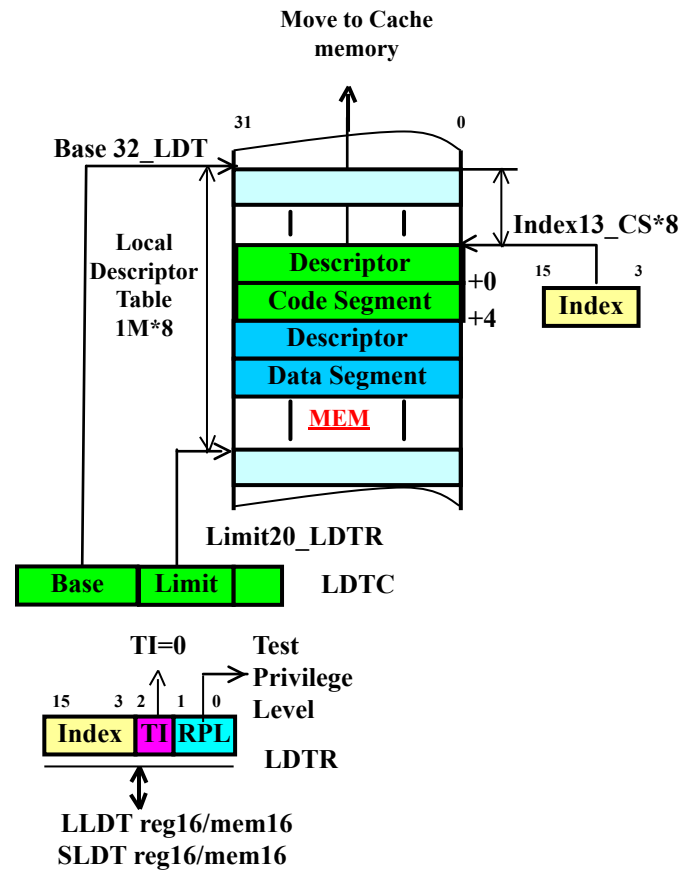 Move to Cache
memory
31 0
Base 32_LDT
Index13_CS*8
Local
Descriptor
Table
1M*8
Descriptor
+0
15 3
Code Segment
Index
+4
Descriptor
Data Segment
MEM
Limit20_LDTR
Base Limit LDTC
TI=0
Test
Privilege
Level
15 3 2 1 0
Index TI RPL
LDTR
LLDT reg16/mem16
SLDT reg16/mem16